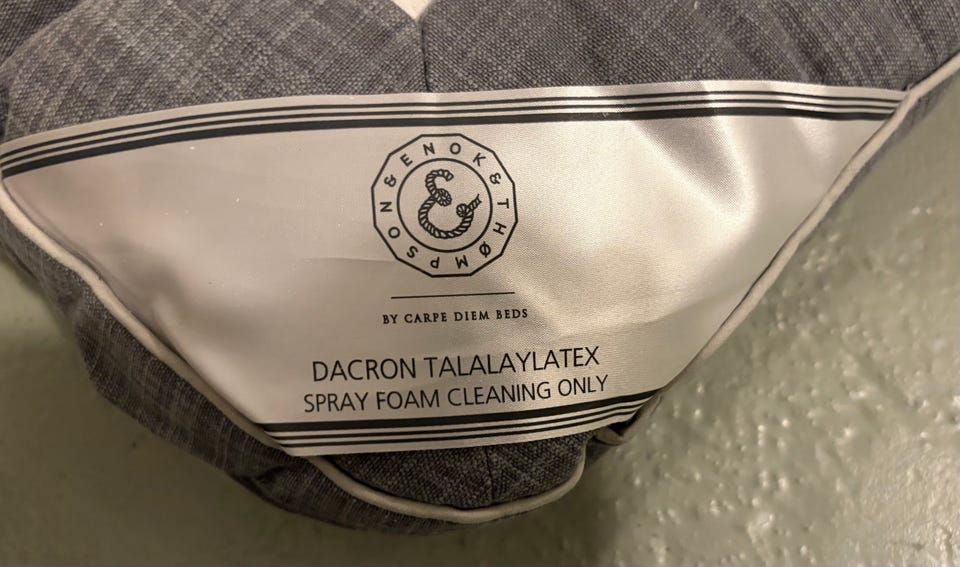 ENOK & THØMPSON &
&
BY CARPE DIEM BEDS
DACRON TALALAYLATEX
SPRAY FOAM CLEANING ONLY